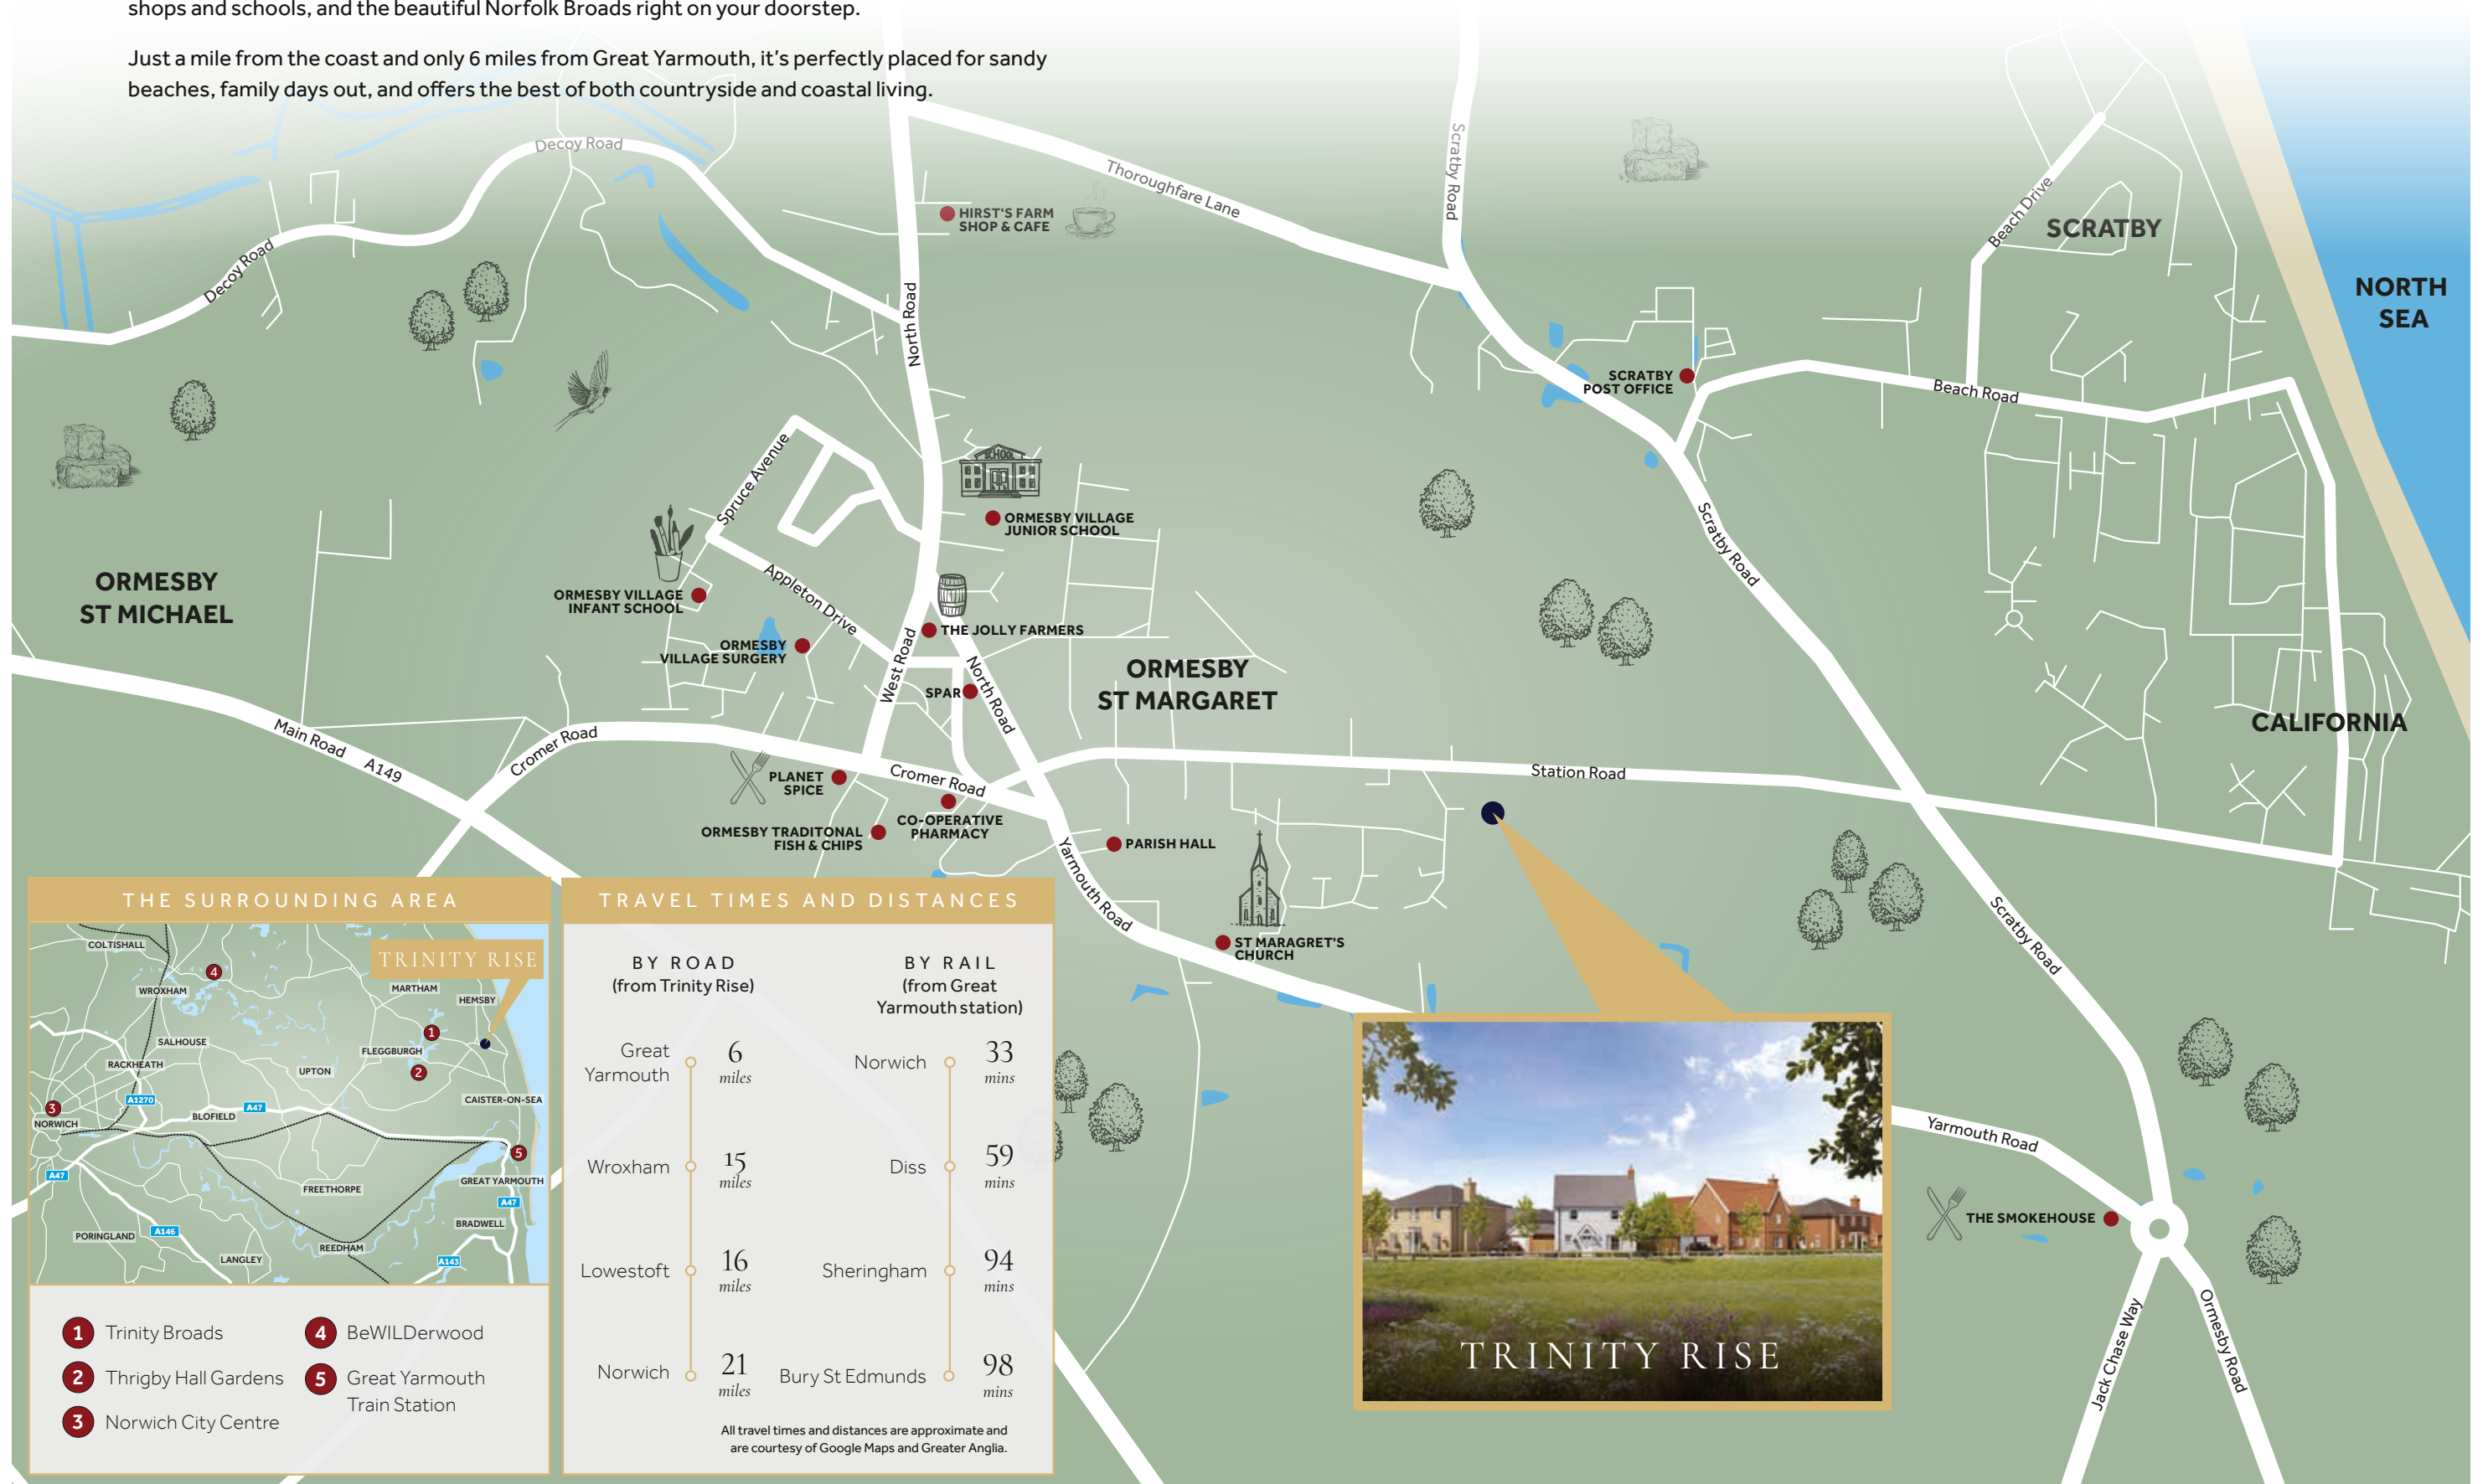 shops and schools, and the beautiful Norfolk Broads right on your doorstep.
Just a mile from the coast and only 6 miles from Great Yarmouth, it's perfectly placed for sandy
beaches, family days out, and offers the best of both countryside and coastal living.
Decoy Road
Decoy Road
Thoroughfare Lane
Scratby Road
HIRST'S FARM
SHOP & CAFE
North Road
Beach Drive
SCRATBY
NORTH
SEA
SCRATBY
POST OFFICE
Beach Road
Spruce Avenue
SCHOOL
ORMESBY VILLAGE
JUNIOR SCHOOL
Scratby Road
ORMESBY
ST MICHAEL
ORMESBY VILLAGE
INFANT SCHOOL
Appleton Drive
THE JOLLY FARMERS
ORMESBY
VILLAGE SURGERY
West Road
North Road
SPAR
ORMESBY
ST MARGARET
CALIFORNIA
Main Road
A149
Cromer Road
PLANET
SPICE
Cromer Road
Station Road
CO-OPERATIVE
PHARMACY
ORMESBY TRADITONAL
FISH & CHIPS
PARISH HALL
Yarmouth Road
ST MARAGRET'S
CHURCH
Scratby Road
Yarmouth Road
THE SMOKEHOUSE
Jack Chase Way
Ormesby Road
TRINITY RISE
THE SURROUNDING AREA
COLTISHALL
TRINITY RISE
4
WROXHAM
MARTHAM
HEMSBY
1
SALHOUSE
FLEGGBURGH
RACKHEATH
UPTON
2
A1270
A47
CAISTER-ON-SEA
3
BLOFIELD
NORWICH
5
A47
FREETHORPE
GREAT YARMOUTH
A47
BRADWELL
PORINGLAND
A146
REEDHAM
LANGLEY
A143
1 Trinity Broads
2 Thrigby Hall Gardens
3 Norwich City Centre
4 BeWILDerwood
5 Great Yarmouth
Train Station
TRAVEL TIMES AND DISTANCES
BY ROAD
(from Trinity Rise)
Great
Yarmouth
6
miles
Wroxham
15
miles
Lowestoft
16
miles
Norwich
21
miles
BY RAIL
(from Great
Yarmouth station)
Norwich
33
mins
Diss
59
mins
Sheringham
94
mins
Bury St Edmunds
98
mins
All travel times and distances are approximate and
are courtesy of Google Maps and Greater Anglia.